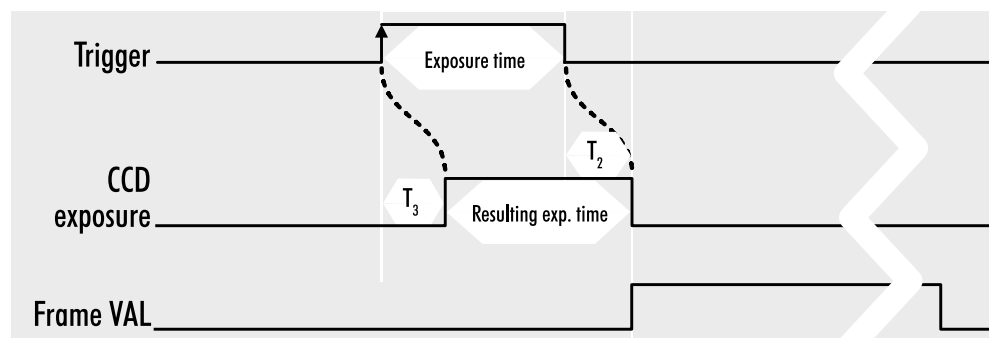 Trigger
Exposure time
T2
CCD
exposure
T3
Resulting exp. time
Frame VAL